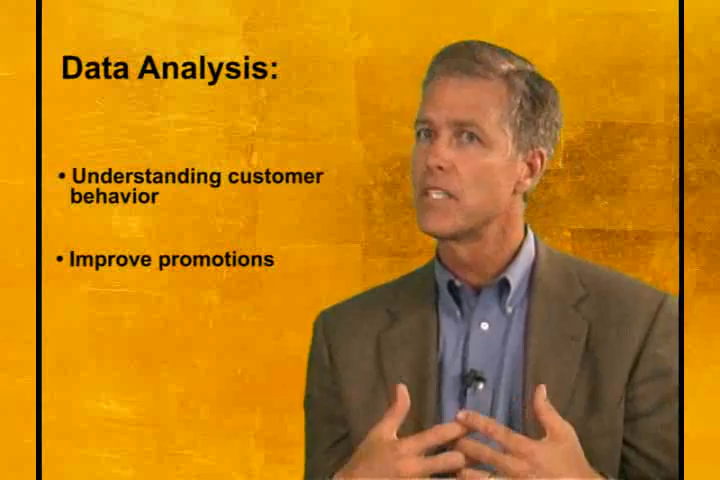 Data Analysis:
• Understanding customer
behavior
• Improve promotions